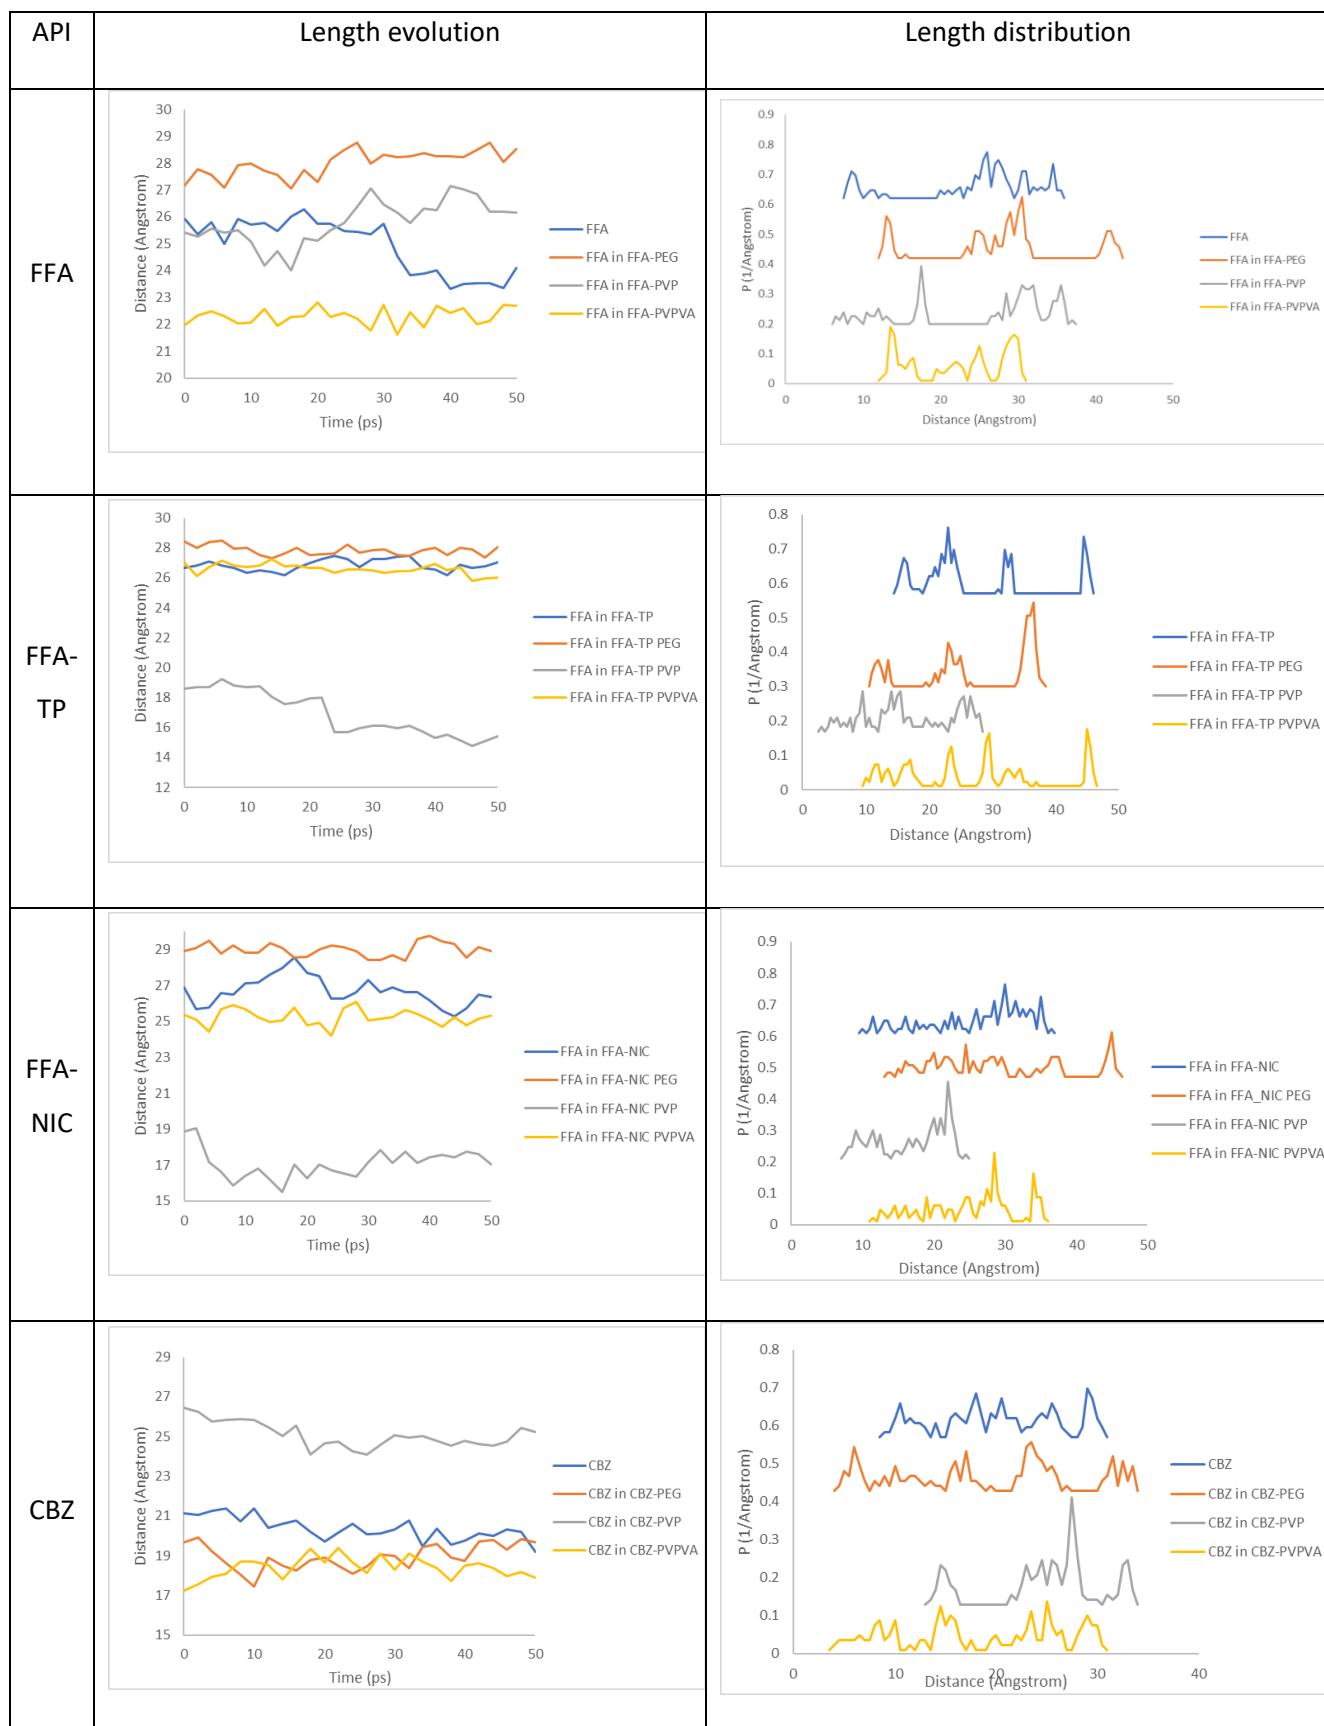 API
Length evolution
Length distribution
FFA
30
29
28
27
26
25
24
23
22
21
20
0
10
20
30
40
50
Distance (Angstrom)
Time (ps)
FFA
FFA in FFA-PEG
FFA in FFA-PVP
FFA in FFA-PVPVA
0.9
0.8
0.7
0.6
0.5
0.4
0.3
0.2
0.1
0
0
10
20
30
40
50
P (1/Angstrom)
Distance (Angstrom)
FFA
FFA in FFA-PEG
FFA in FFA-PVP
FFA in FFA-PVPVA
FFA-
TP
30
28
26
24
22
20
18
16
14
12
0
10
20
30
40
50
Distance (Angstrom)
Time (ps)
FFA in FFA-TP
FFA in FFA-TP PEG
FFA in FFA-TP PVP
FFA in FFA-TP PVPVA
0.8
0.7
0.6
0.5
0.4
0.3
0.2
0.1
0
0
10
20
30
40
50
P (1/Angstrom)
Distance (Angstrom)
FFA in FFA-TP
FFA in FFA-TP PEG
FFA in FFA-TP PVP
FFA in FFA-TP PVPVA
FFA-
NIC
29
27
25
23
21
19
17
15
0
10
20
30
40
50
Distance (Angstrom)
Time (ps)
FFA in FFA-NIC
FFA in FFA-NIC PEG
FFA in FFA-NIC PVP
FFA in FFA-NIC PVPVA
0.9
0.8
0.7
0.6
0.5
0.4
0.3
0.2
0.1
0
0
10
20
30
40
50
P (1/Angstrom)
Distance (Angstrom)
FFA in FFA-NIC
FFA in FFA_NIC PEG
FFA in FFA-NIC PVP
FFA in FFA-NIC PVPVA
CBZ
29
27
25
23
21
19
17
15
0
10
20
30
40
50
Distance (Angstrom)
Time (ps)
CBZ
CBZ in CBZ-PEG
CBZ in CBZ-PVP
CBZ in CBZ-PVPVA
0.8
0.7
0.6
0.5
0.4
0.3
0.2
0.1
0
0
10
20
30
40
P (1/Angstrom)
Distance (Angstrom)
CBZ
CBZ in CBZ-PEG
CBZ in CBZ-PVP
CBZ in CBZ-PVPVA